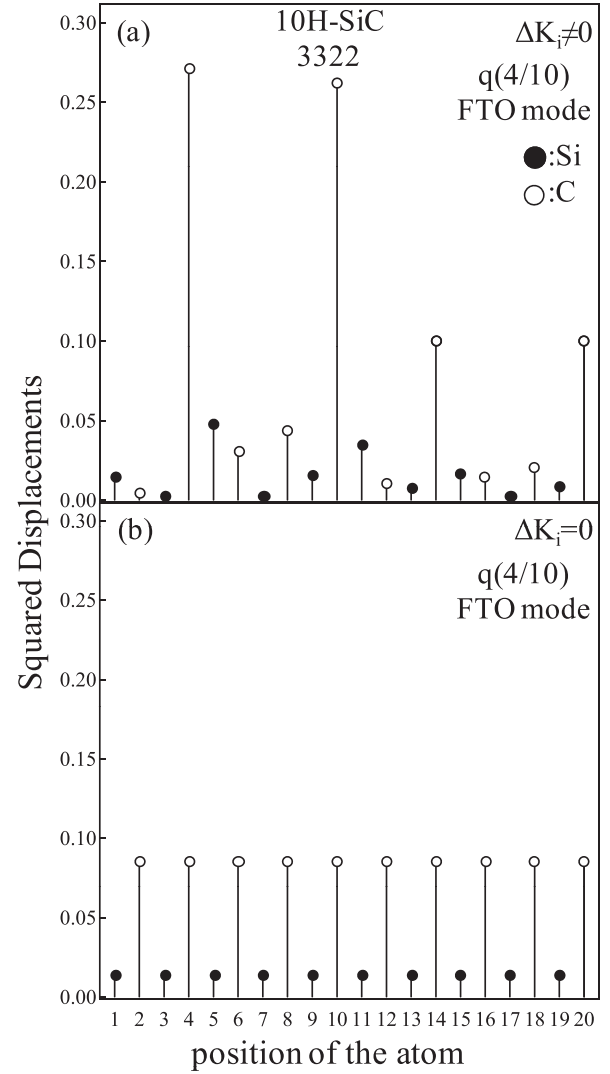 10H-SiC
3322
(a)
ΔKi≠0
q(4/10)
FTO mode
:Si
:C
0.30
0.25
0.20
0.15
0.10
0.05
0.00
(b)
ΔKi=0
q(4/10)
FTO mode
0.30
0.25
0.20
0.15
0.10
0.05
0.00
Squared Displacements
1 2 3 4 5 6 7 8 9 10 11 12 13 14 15 16 17 18 19 20
position of the atom